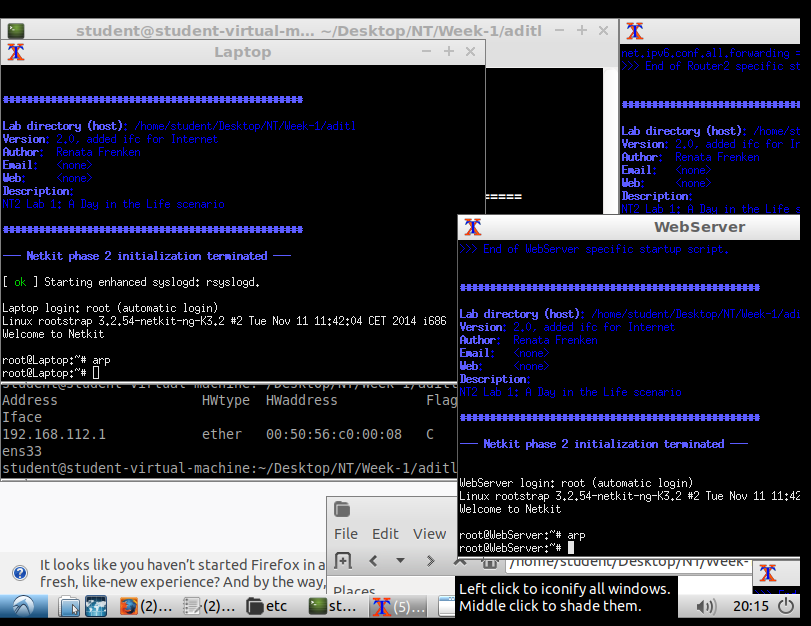 student@student-virtual-m... ~/Desktop/NT/Week-1/aditl
Laptop
################################################
Lab directory (host): /home/student/Desktop/NT/Week-1/aditl
Version: 2.0, added ifc for Internet
Author: Renata Frenken
Email: <none>
Web: <none>
Description:
NT2 Lab 1: A Day in the Life scenario
################################################
--- Netkit phase 2 initialization terminated ---
[ ok ] Starting enhanced syslogd: rsyslogd.
Laptop login: root (automatic login)
Linux rootstrap 3.2.54-netkit-ng-K3.2 #2 Tue Nov 11 11:42:04 CET 2014 i686
Welcome to Netkit
root@Laptop:~# arp
root@Laptop:~#
=====
student@student-virtual-machine:~/Desktop/NT/Week-1/aditl
Address HWtype HWaddress Flag
Iface
192.168.112.1 ether 00:50:56:c0:00:08 C
ens33
student@student-virtual-machine:~/Desktop/NT/Week-1/aditl
net.ipv6.conf.all.forwarding =
>>> End of Router2 specific st
Lab directory (host): /home/st
Version: 2.0, added ifc for In
Author: Renata Frenken
Email: <none>
Web: <none>
Description:
NT2 Lab 1: A Day in the Life s
WebServer
>>> End of WebServer specific startup script.
################################################
Lab directory (host): /home/student/Desktop/NT/Week-1/adit
Version: 2.0, added ifc for Internet
Author: Renata Frenken
Email: <none>
Web: <none>
Description:
NT2 Lab 1: A Day in the Life scenario
################################################
--- Netkit phase 2 initialization terminated ---
WebServer login: root (automatic login)
Linux rootstrap 3.2.54-netkit-ng-K3.2 #2 Tue Nov 11 11:42
Welcome to Netkit
root@WebServer:~# arp
root@WebServer:~#
File Edit View
/home/student/Desktop/NT/Week-
Places
It looks like you haven't started Firefox in a
fresh, like-new experience? And by the way,
Left click to iconify all windows.
Middle click to shade them.
(2)... (2)... etc st... (5)... 20:15